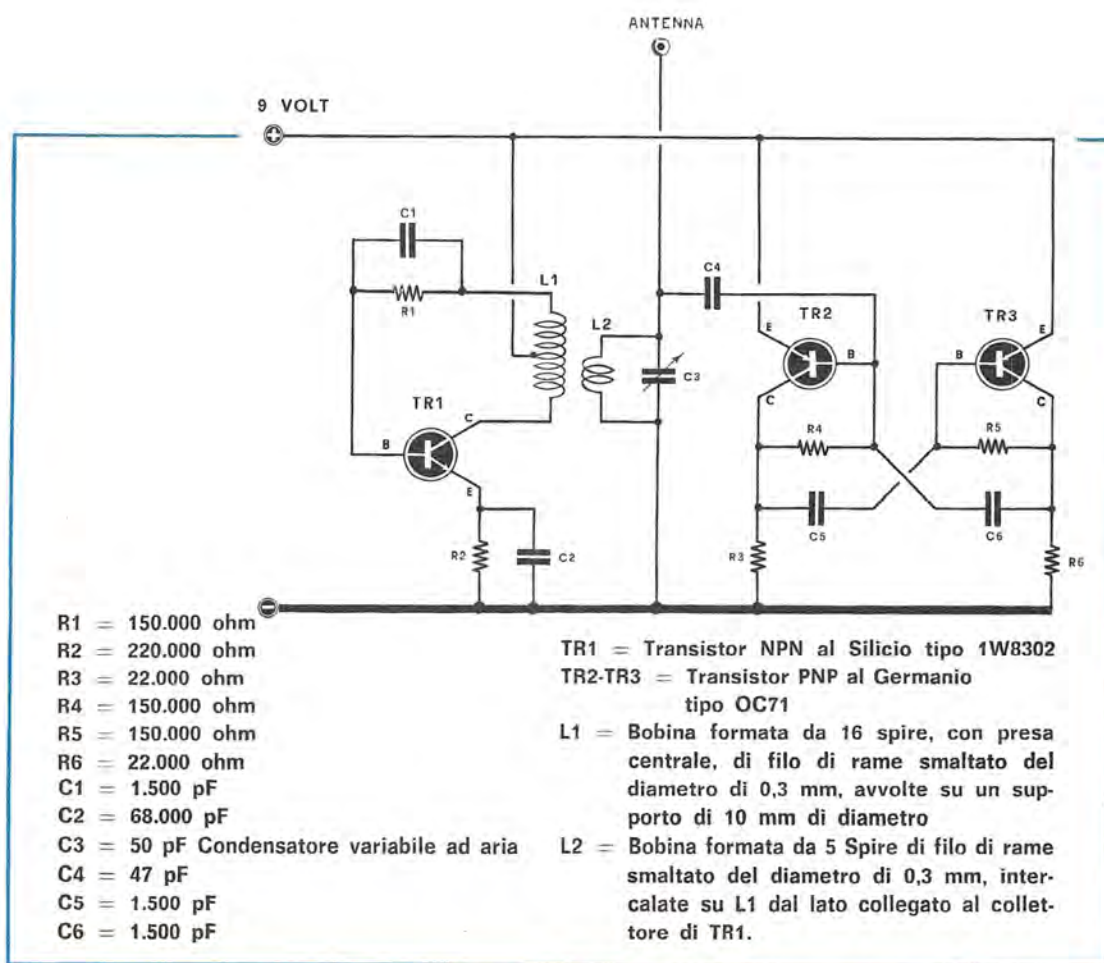 ANTENNA
9 VOLT
+
C1
R1
L1
L2
C4
C3
TR1
B
C
E
R2
C2
E
TR2
B
C
R4
C5
R3
TR3
B
E
C
R5
C6
R6
R1 = 150.000 ohm
R2 = 220.000 ohm
R3 = 22.000 ohm
R4 = 150.000 ohm
R5 = 150.000 ohm
R6 = 22.000 ohm
C1 = 1.500 pF
C2 = 68.000 pF
C3 = 50 pF Condensatore variabile ad aria
C4 = 47 pF
C5 = 1.500 pF
C6 = 1.500 pF
TR1 = Transistor NPN al Silicio tipo 1W8302
TR2-TR3 = Transistor PNP al Germanio
tipo OC71
L1 = Bobina formata da 16 spire, con presa
centrale, di filo di rame smaltato del
diametro di 0,3 mm, avvolte su un sup-
porto di 10 mm di diametro
L2 = Bobina formata da 5 Spire di filo di rame
smaltato del diametro di 0,3 mm, inter-
calate su L1 dal lato collegato al collet-
tore di TR1.